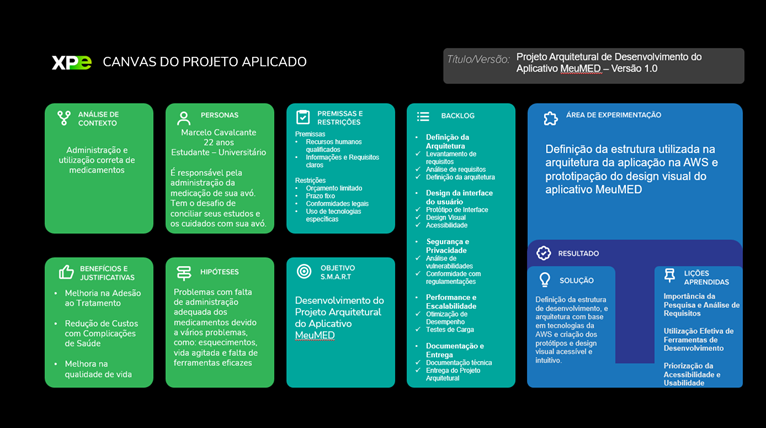 XPe CANVAS DO PROJETO APLICADO
Título/Versão: Projeto Arquitetural de Desenvolvimento do
Aplicativo MeuMED – Versão 1.0
ANÁLISE DE
CONTEXTO
Administração e
utilização correta de
medicamentos
PERSONAS
Marcelo Cavalcante
22 anos
Estudante – Universitário
É responsável pela
administração da
medicação de sua avó.
Tem o desafio de
conciliar seus estudos e
os cuidados com sua avó.
PREMISSAS E
RESTRIÇÕES
Premissas
• Recursos humanos
qualificados
• Informações e Requisitos
claros
Restrições
• Orçamento limitado
• Prazo fixo
• Conformidades legais
• Uso de tecnologias
específicas
BACKLOG
• Definição da
Arquitetura
✓ Levantamento de
requisitos
✓ Análise de requisitos
✓ Definição da arquitetura
• Design da interface
do usuário
✓ Protótipo de Interface
✓ Design Visual
✓ Acessibilidade
• Segurança e
Privacidade
✓ Análise de
vulnerabilidades
✓ Conformidade com
regulamentações
• Performance e
Escalabilidade
✓ Otimização de
Desempenho
✓ Testes de Carga
• Documentação e
Entrega
✓ Documentação técnica
✓ Entrega do Projeto
Arquitetural
ÁREA DE EXPERIMENTAÇÃO
Definição da estrutura utilizada na
arquitetura da aplicação na AWS e
prototipação do design visual do
aplicativo MeuMED
BENEFÍCIOS E
JUSTIFICATIVAS
• Melhoria na Adesão
ao Tratamento
• Redução de Custos
com Complicações
de Saúde
• Melhora na
qualidade de vida
HIPÓTESES
Problemas com falta
de administração
adequada dos
medicamentos devido
a vários problemas,
como: esquecimentos,
vida agitada e falta de
ferramentas eficazes
OBJETIVO
S.M.A.R.T
Desenvolvimento do
Projeto Arquitetural
do Aplicativo
MeuMED
RESULTADO
SOLUÇÃO
Definição da estrutura
de desenvolvimento, e
arquitetura com base
em tecnologias da
AWS e criação dos
protótipos e design
visual acessível e
intuitivo.
LIÇÕES
APRENDIDAS
Importância da
Pesquisa e Análise de
Requisitos
Utilização Efetiva de
Ferramentas de
Desenvolvimento
Priorização da
Acessibilidade e
Usabilidade